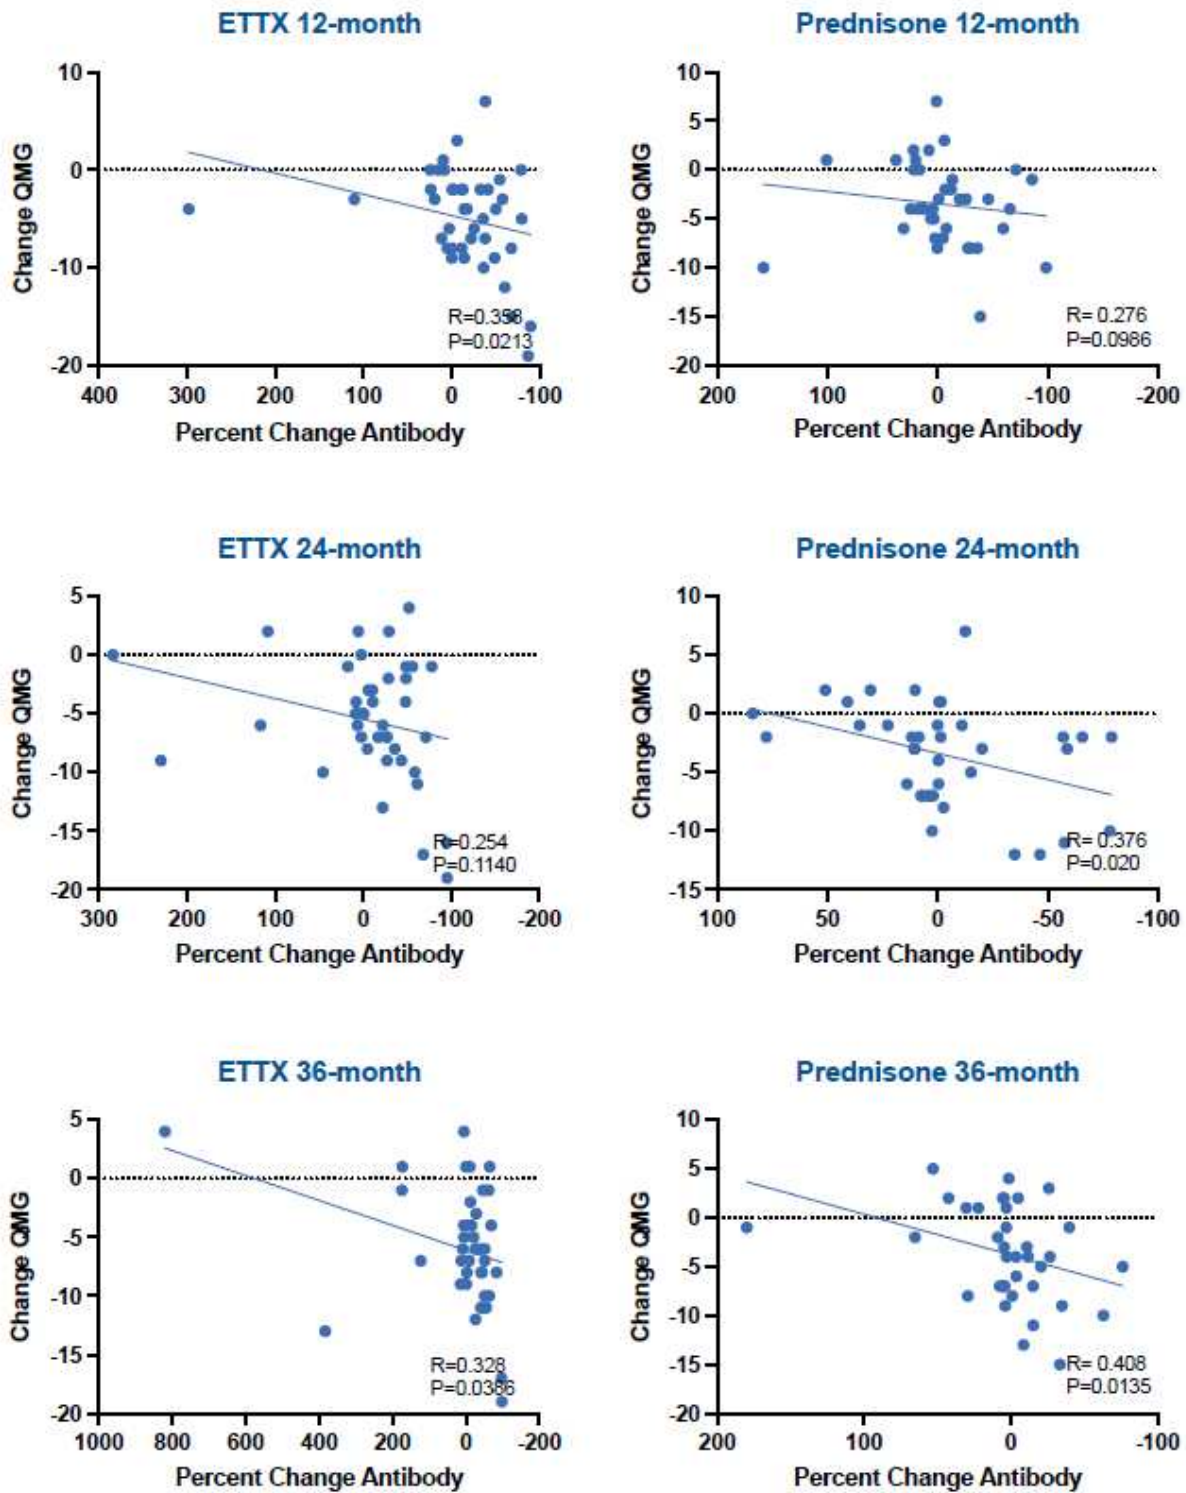 ETTX 12-month
10
0
-10
-20
Change QMG
R=0.358
P=0.0213
400 300 200 100 0 -100
Percent Change Antibody
Prednisone 12-month
10
5
0
-5
-10
-15
-20
Change QMG
R= 0.276
P=0.0986
200 100 0 -100 -200
Percent Change Antibody
ETTX 24-month
5
0
-5
-10
-15
-20
Change QMG
R=0.254
P=0.1140
300 200 100 0 -100 -200
Percent Change Antibody
Prednisone 24-month
10
5
0
-5
-10
-15
Change QMG
R= 0.376
P=0.020
100 50 0 -50 -100
Percent Change Antibody
ETTX 36-month
5
0
-5
-10
-15
-20
Change QMG
R=0.328
P=0.0386
1000 800 600 400 200 0 -200
Percent Change Antibody
Prednisone 36-month
10
5
0
-5
-10
-15
-20
Change QMG
R= 0.408
P=0.0135
200 100 0 -100
Percent Change Antibody